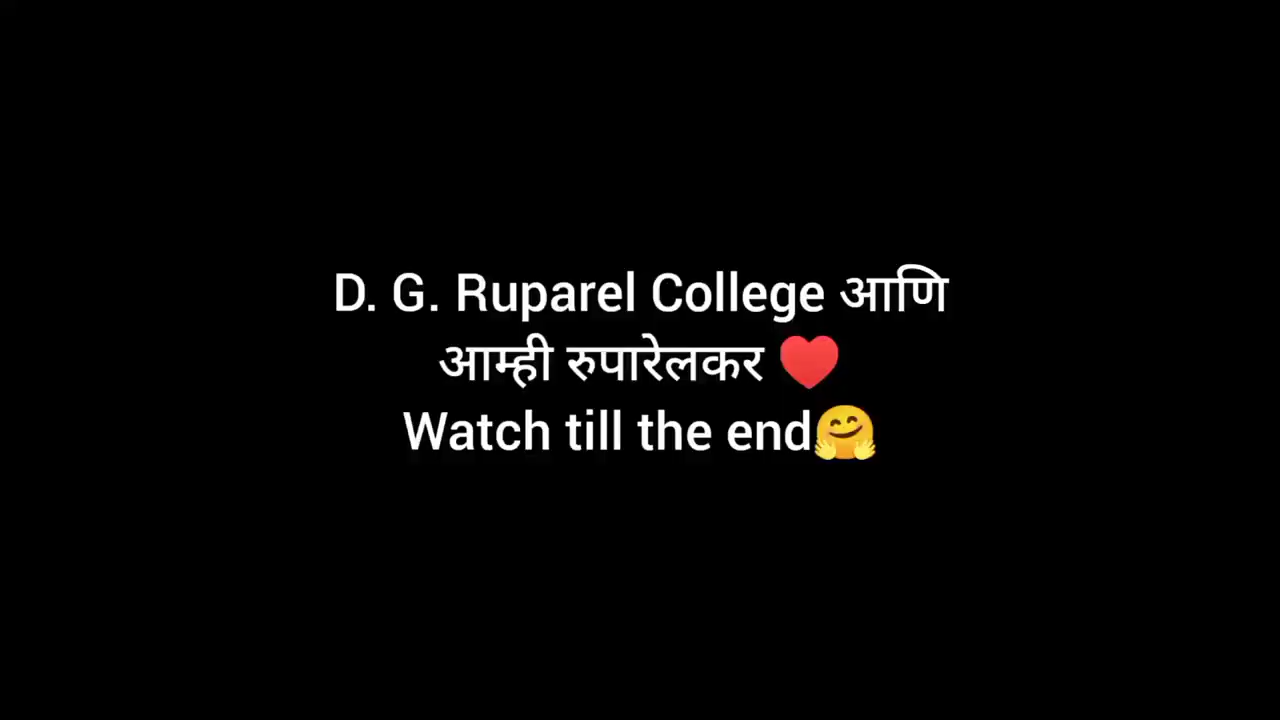 D. G. Ruparel College आणि
आम्ही रुपारेलकर ♥️
Watch till the end🤗